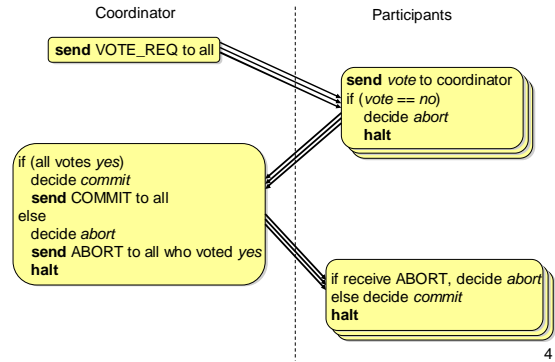 Coordinator
Participants
send VOTE_REQ to all
send vote to coordinator
if (vote == no)
decide abort
halt
if (all votes yes)
decide commit
send COMMIT to all
else
decide abort
send ABORT to all who voted yes
halt
if receive ABORT, decide abort
else decide commit
halt
4